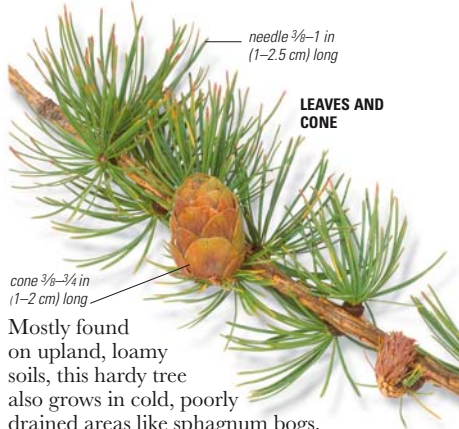 needle ⅜–1 in
(1–2.5 cm) long
LEAVES AND
CONE
cone ⅜–¾ in
(1–2 cm) long
Mostly found
on upland, loamy
soils, this hardy tree
also grows in cold, poorly
drained areas like sphagnum bogs.